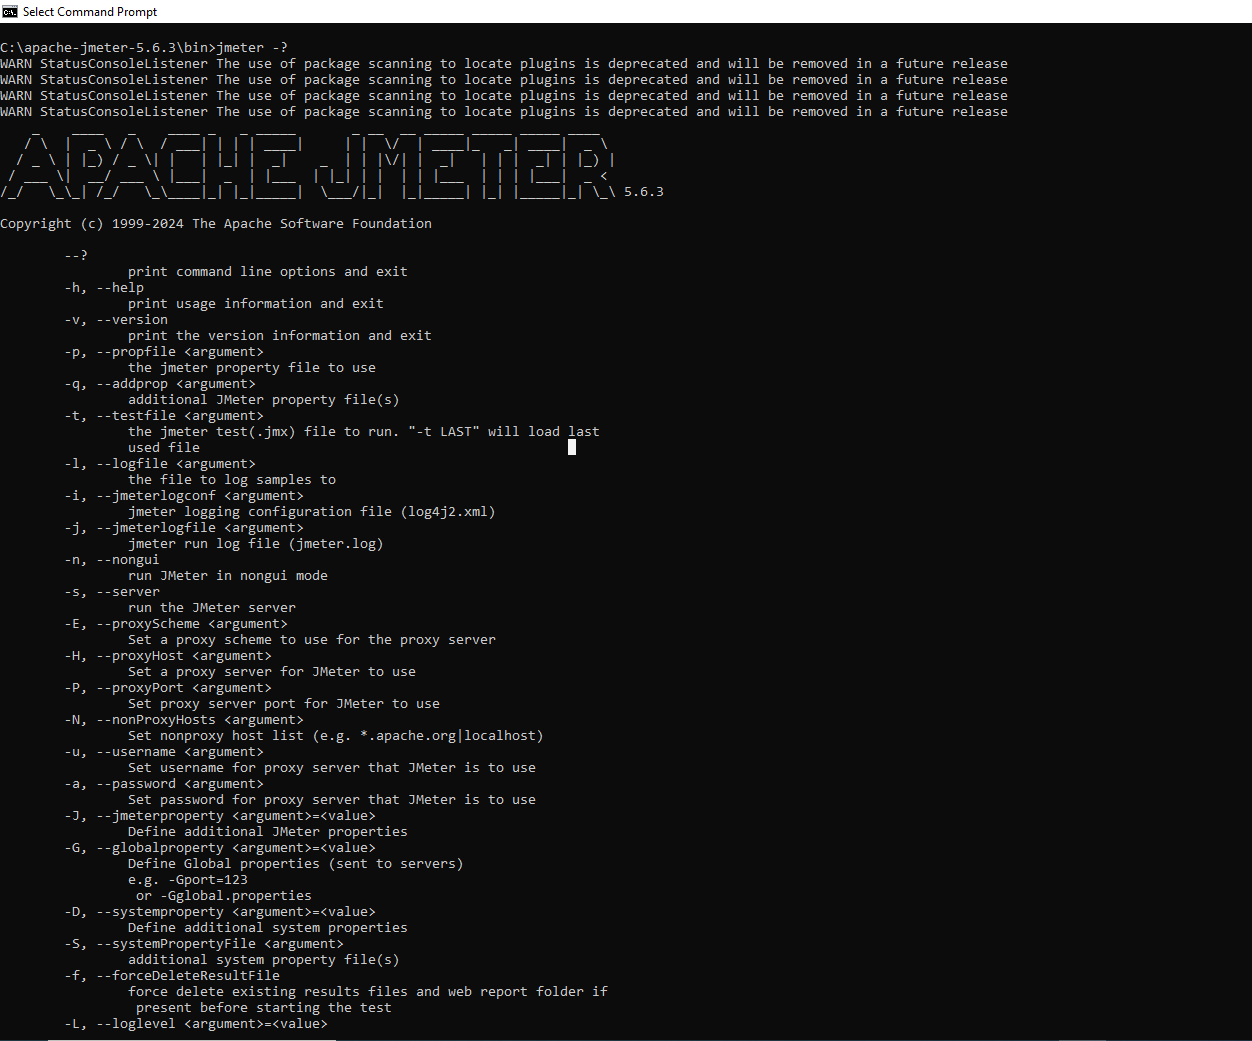 Select Command Prompt
C:\apache-jmeter-5.6.3\bin>jmeter -?
WARN StatusConsoleListener The use of package scanning to locate plugins is deprecated and will be removed in a future release
WARN StatusConsoleListener The use of package scanning to locate plugins is deprecated and will be removed in a future release
WARN StatusConsoleListener The use of package scanning to locate plugins is deprecated and will be removed in a future release
WARN StatusConsoleListener The use of package scanning to locate plugins is deprecated and will be removed in a future release
APACHE JMETER 5.6.3
Copyright (c) 1999-2024 The Apache Software Foundation
--?
print command line options and exit
-h, --help
print usage information and exit
-v, --version
print the version information and exit
-p, --propfile <argument>
the jmeter property file to use
-q, --addprop <argument>
additional JMeter property file(s)
-t, --testfile <argument>
the jmeter test(.jmx) file to run. "-t LAST" will load last
used file
-l, --logfile <argument>
the file to log samples to
-i, --jmeterlogconf <argument>
jmeter logging configuration file (log4j2.xml)
-j, --jmeterlogfile <argument>
jmeter run log file (jmeter.log)
-n, --nongui
run JMeter in nongui mode
-s, --server
run the JMeter server
-E, --proxyScheme <argument>
Set a proxy scheme to use for the proxy server
-H, --proxyHost <argument>
Set a proxy server for JMeter to use
-P, --proxyPort <argument>
Set proxy server port for JMeter to use
-N, --nonProxyHosts <argument>
Set nonproxy host list (e.g. *.apache.org|localhost)
-u, --username <argument>
Set username for proxy server that JMeter is to use
-a, --password <argument>
Set password for proxy server that JMeter is to use
-J, --jmeterproperty <argument>=<value>
Define additional JMeter properties
-G, --globalproperty <argument>=<value>
Define Global properties (sent to servers)
e.g. -Gport=123
or -Gglobal.properties
-D, --systemproperty <argument>=<value>
Define additional system properties
-S, --systemPropertyFile <argument>
additional system property file(s)
-f, --forceDeleteResultFile
force delete existing results files and web report folder if
present before starting the test
-L, --loglevel <argument>=<value>